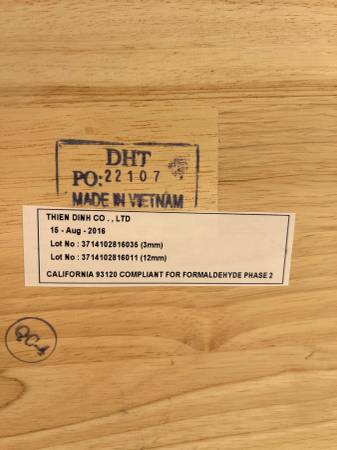 DHT
PO: 22107
MADE IN VIETNAM
THIEN DINH CO . , LTD
15 - Aug - 2016
Lot No : 3714102816035 (3mm)
Lot No : 3714102816011 (12mm)
CALIFORNIA 93120 COMPLIANT FOR FORMALDEHYDE PHASE 2
QC-4